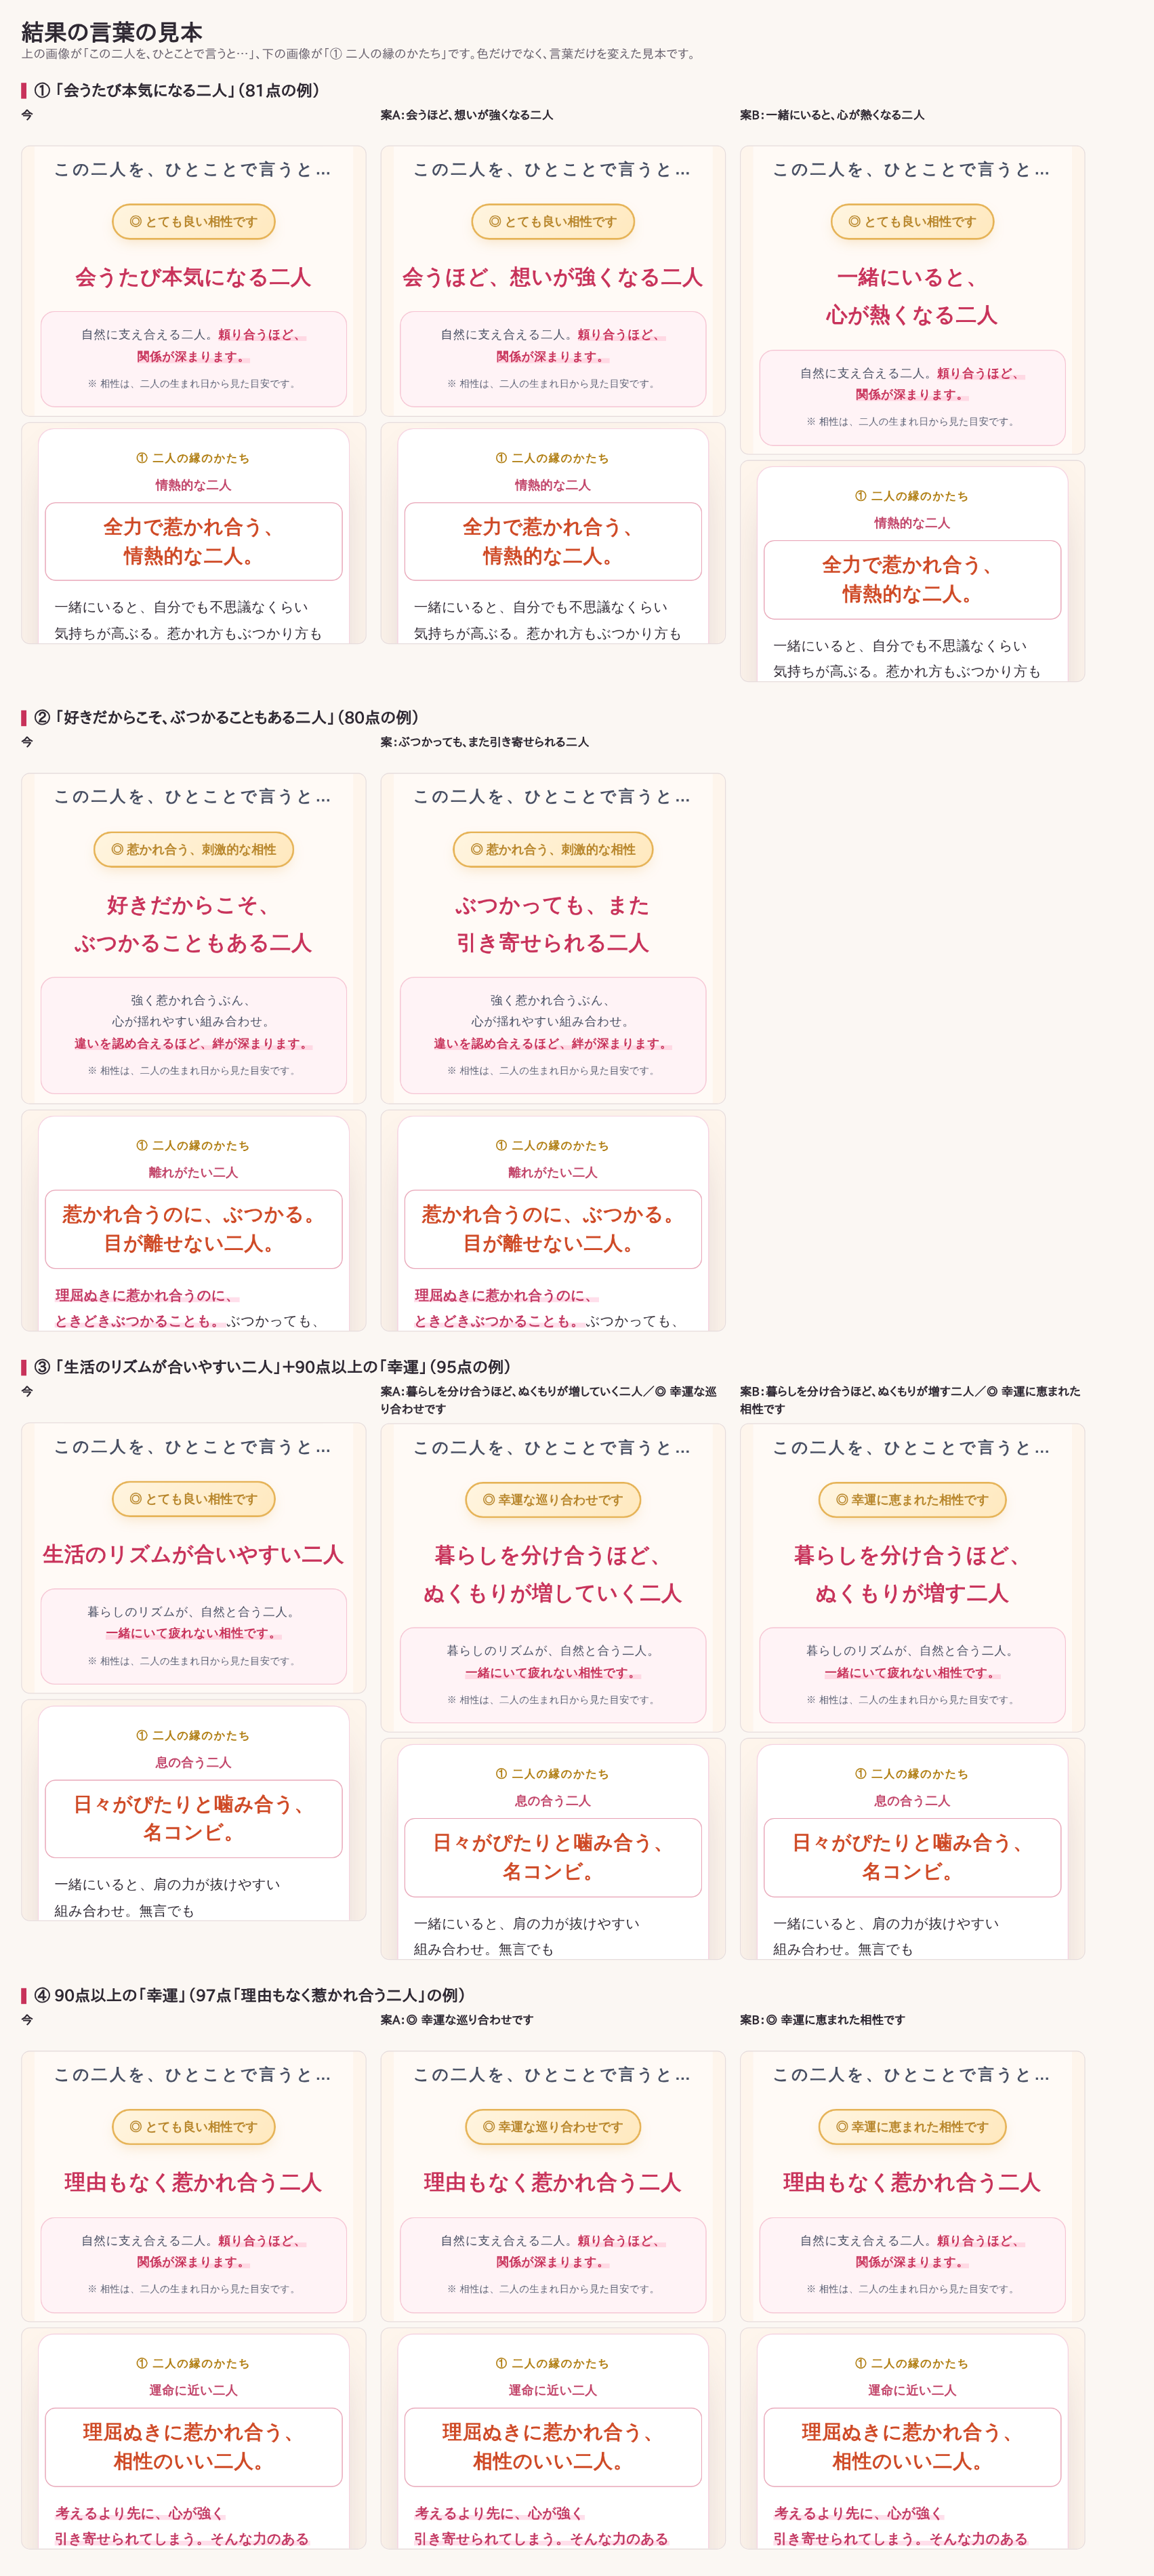 結果の言葉の見本
上の画像が「この二人を、ひとことで言うと…」、下の画像が「① 二人の縁のかたち」です。色だけでなく、言葉だけを変えた見本です。
① 「会うたび本気になる二人」（81点の例）
今
この二人を、ひとことで言うと…
◎ とても良い相性です
会うたび本気になる二人
自然に支え合える二人。頼り合うほど、
関係が深まります。
※ 相性は、二人の生まれ日から見た目安です。
① 二人の縁のかたち
情熱的な二人
全力で惹かれ合う、
情熱的な二人。
一緒にいると、自分でも不思議なくらい
気持ちが高ぶる。惹かれ方もぶつかり方も
案A：会うほど、想いが強くなる二人
この二人を、ひとことで言うと…
◎ とても良い相性です
会うほど、想いが強くなる二人
自然に支え合える二人。頼り合うほど、
関係が深まります。
※ 相性は、二人の生まれ日から見た目安です。
① 二人の縁のかたち
情熱的な二人
全力で惹かれ合う、
情熱的な二人。
一緒にいると、自分でも不思議なくらい
気持ちが高ぶる。惹かれ方もぶつかり方も
案B：一緒にいると、心が熱くなる二人
この二人を、ひとことで言うと…
◎ とても良い相性です
一緒にいると、
心が熱くなる二人
自然に支え合える二人。頼り合うほど、
関係が深まります。
※ 相性は、二人の生まれ日から見た目安です。
① 二人の縁のかたち
情熱的な二人
全力で惹かれ合う、
情熱的な二人。
一緒にいると、自分でも不思議なくらい
気持ちが高ぶる。惹かれ方もぶつかり方も
② 「好きだからこそ、ぶつかることもある二人」（80点の例）
今
この二人を、ひとことで言うと…
◎ 惹かれ合う、刺激的な相性
好きだからこそ、
ぶつかることもある二人
強く惹かれ合うぶん、
心が揺れやすい組み合わせ。
違いを認め合えるほど、絆が深まります。
※ 相性は、二人の生まれ日から見た目安です。
① 二人の縁のかたち
離れがたい二人
惹かれ合うのに、ぶつかる。
目が離せない二人。
理屈ぬきに惹かれ合うのに、
ときどきぶつかることも。ぶつかっても、
案：ぶつかっても、また引き寄せられる二人
この二人を、ひとことで言うと…
◎ 惹かれ合う、刺激的な相性
ぶつかっても、また
引き寄せられる二人
強く惹かれ合うぶん、
心が揺れやすい組み合わせ。
違いを認め合えるほど、絆が深まります。
※ 相性は、二人の生まれ日から見た目安です。
① 二人の縁のかたち
離れがたい二人
惹かれ合うのに、ぶつかる。
目が離せない二人。
理屈ぬきに惹かれ合うのに、
ときどきぶつかることも。ぶつかっても、
③ 「生活のリズムが合いやすい二人」＋90点以上の「幸運」（95点の例）
今
この二人を、ひとことで言うと…
◎ とても良い相性です
生活のリズムが合いやすい二人
暮らしのリズムが、自然と合う二人。
一緒にいて疲れない相性です。
※ 相性は、二人の生まれ日から見た目安です。
① 二人の縁のかたち
息の合う二人
日々がぴたりと噛み合う、
名コンビ。
一緒にいると、肩の力が抜けやすい
組み合わせ。無言でも
案A：暮らしを分け合うほど、ぬくもりが増していく二人／◎ 幸運な巡
り合わせです
この二人を、ひとことで言うと…
◎ 幸運な巡り合わせです
暮らしを分け合うほど、
ぬくもりが増していく二人
暮らしのリズムが、自然と合う二人。
一緒にいて疲れない相性です。
※ 相性は、二人の生まれ日から見た目安です。
① 二人の縁のかたち
息の合う二人
日々がぴたりと噛み合う、
名コンビ。
一緒にいると、肩の力が抜けやすい
組み合わせ。無言でも
案B：暮らしを分け合うほど、ぬくもりが増す二人／◎ 幸運に恵まれた
相性です
この二人を、ひとことで言うと…
◎ 幸運に恵まれた相性です
暮らしを分け合うほど、
ぬくもりが増す二人
暮らしのリズムが、自然と合う二人。
一緒にいて疲れない相性です。
※ 相性は、二人の生まれ日から見た目安です。
① 二人の縁のかたち
息の合う二人
日々がぴたりと噛み合う、
名コンビ。
一緒にいると、肩の力が抜けやすい
組み合わせ。無言でも
④ 90点以上の「幸運」（97点「理由もなく惹かれ合う二人」の例）
今
この二人を、ひとことで言うと…
◎ とても良い相性です
理由もなく惹かれ合う二人
自然に支え合える二人。頼り合うほど、
関係が深まります。
※ 相性は、二人の生まれ日から見た目安です。
① 二人の縁のかたち
運命に近い二人
理屈ぬきに惹かれ合う、
相性のいい二人。
考えるより先に、心が強く
引き寄せられてしまう。そんな力のある
案A：◎ 幸運な巡り合わせです
この二人を、ひとことで言うと…
◎ 幸運な巡り合わせです
理由もなく惹かれ合う二人
自然に支え合える二人。頼り合うほど、
関係が深まります。
※ 相性は、二人の生まれ日から見た目安です。
① 二人の縁のかたち
運命に近い二人
理屈ぬきに惹かれ合う、
相性のいい二人。
考えるより先に、心が強く
引き寄せられてしまう。そんな力のある
案B：◎ 幸運に恵まれた相性です
この二人を、ひとことで言うと…
◎ 幸運に恵まれた相性です
理由もなく惹かれ合う二人
自然に支え合える二人。頼り合うほど、
関係が深まります。
※ 相性は、二人の生まれ日から見た目安です。
① 二人の縁のかたち
運命に近い二人
理屈ぬきに惹かれ合う、
相性のいい二人。
考えるより先に、心が強く
引き寄せられてしまう。そんな力のある